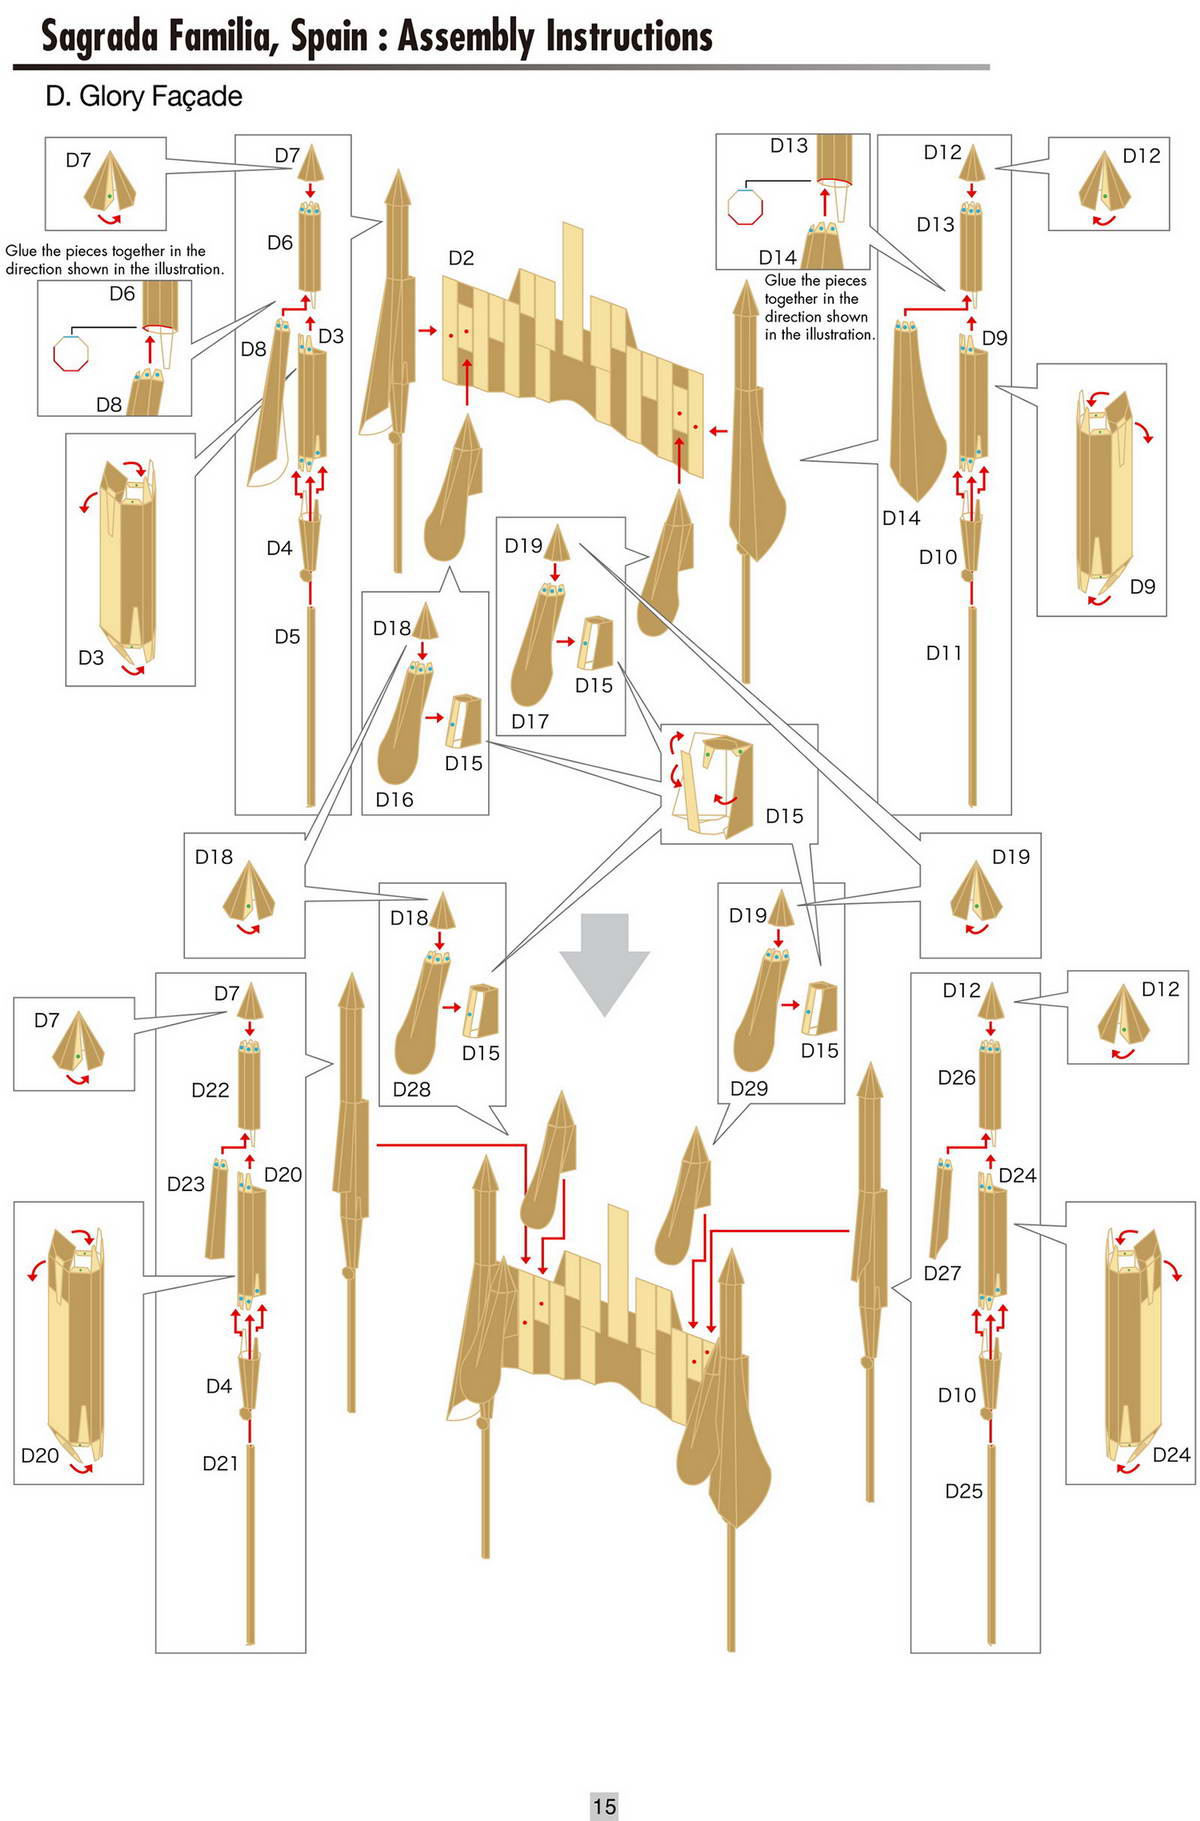 Sagrada Familia, Spain : Assembly Instructions
D. Glory Façade
D7
D7
D6
Glue the pieces together in the
direction shown in the illustration.
D6
D8
D8
D3
D3
D4
D5
D2
D13
D14
Glue the pieces
together in the
direction shown
in the illustration.
D12
D12
D13
D9
D14
D10
D9
D11
D18
D15
D16
D19
D15
D17
D15
D18
D19
D18
D15
D28
D19
D15
D29
D7
D7
D22
D23
D20
D20
D4
D21
D12
D12
D26
D24
D27
D10
D24
D25
15